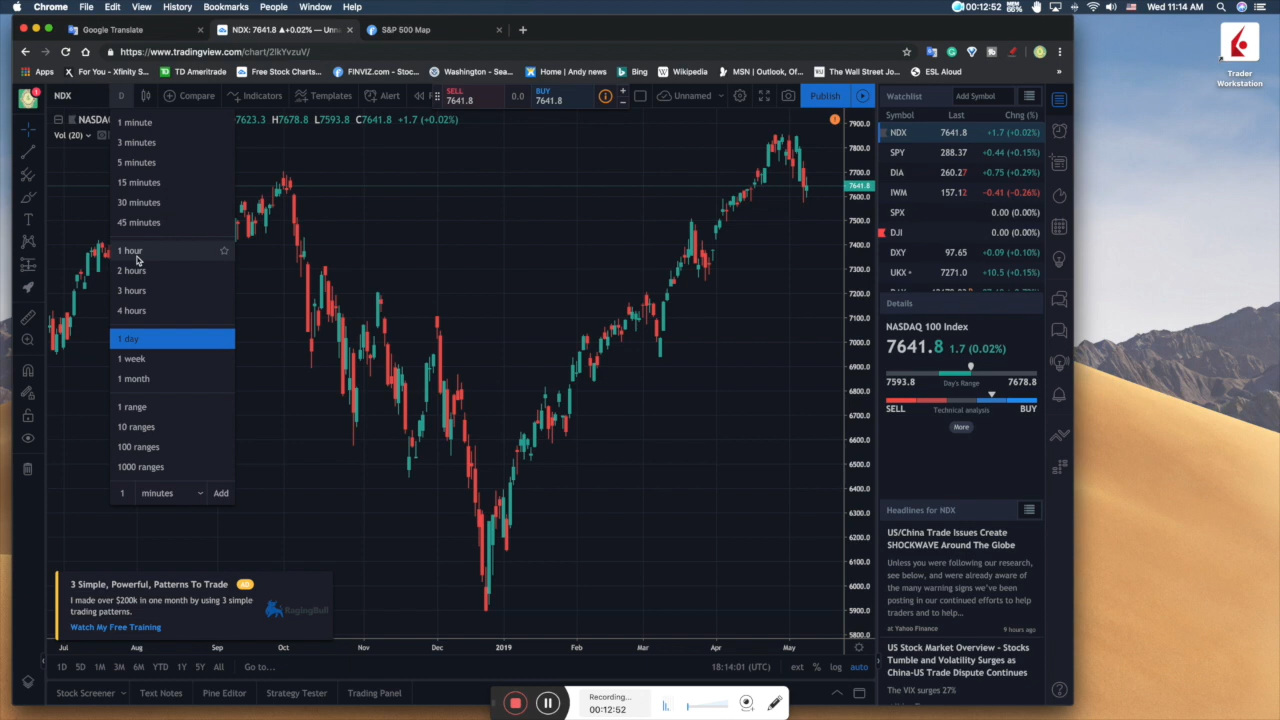 Chrome File Edit View History Bookmarks People Window Help
00:12:52 MEM 66% Wed 11:14 AM
Google Translate
NDX: 7641.8 ▲+0.02% — Unna
S&P 500 Map
https://www.tradingview.com/chart/2IkYvzuV/
Apps For You - Xfinity S... TD Ameritrade Free Stock Charts... FINVIZ.com - Stoc... Washington - Sea... Home | Andy news Bing Wikipedia MSN | Outlook, Of... The Wall Street Jo... ESL Aloud »
Trader
Workstation
NDX D Compare Indicators Templates Alert
SELL
7641.8
0.0
BUY
7641.8
Unnamed Publish
NASDAQ
7623.3 H7678.8 L7593.8 C7641.8 +1.7 (+0.02%)
Vol (20)
1 minute
3 minutes
5 minutes
15 minutes
30 minutes
45 minutes
1 hour
2 hours
3 hours
4 hours
1 day
1 week
1 month
1 range
10 ranges
100 ranges
1000 ranges
1 minutes Add
7900.0
7800.0
7700.0
7641.8
7500.0
7400.0
7300.0
7200.0
7100.0
7000.0
6900.0
6800.0
6700.0
6600.0
6500.0
6400.0
6300.0
6200.0
6100.0
6000.0
5900.0
5800.0
3 Simple, Powerful, Patterns To Trade AD
I made over $200k in one month by using 3 simple
trading patterns.
Watch My Free Training
RagingBull
Jul Aug Sep Oct Nov Dec 2019 Feb Mar Apr May
1D 5D 1M 3M 6M YTD 1Y 5Y All Go to... 18:14:01 (UTC) ext % log auto
Stock Screener Text Notes Pine Editor Strategy Tester Trading Panel
Recording...
00:12:52
Watchlist Add Symbol
Symbol Last Chng (%)
NDX 7641.8 +1.7 (+0.02%)
SPY 288.37 +0.44 (+0.15%)
DIA 260.27 +0.75 (+0.29%)
IWM 157.12 −0.41 (−0.26%)
SPX 0.00 (0.00%)
DJI 0.00 (0.00%)
DXY 97.65 +0.09 (+0.10%)
UKX 7271.0 +10.5 (+0.15%)
Details
NASDAQ 100 Index
7641.8 1.7 (0.02%)
7593.8 Day's Range 7678.8
SELL Technical analysis BUY
More
Headlines for NDX
US/China Trade Issues Create
SHOCKWAVE Around The Globe
Unless you were following our research,
see below, and were already aware of
the many warning signs we've been
posting in our continued efforts to help
traders and to help...
at Yahoo Finance 9 hours ago
US Stock Market Overview - Stocks
Tumble and Volatility Surges as
China-US Trade Dispute Continues
The VIX surges 27%